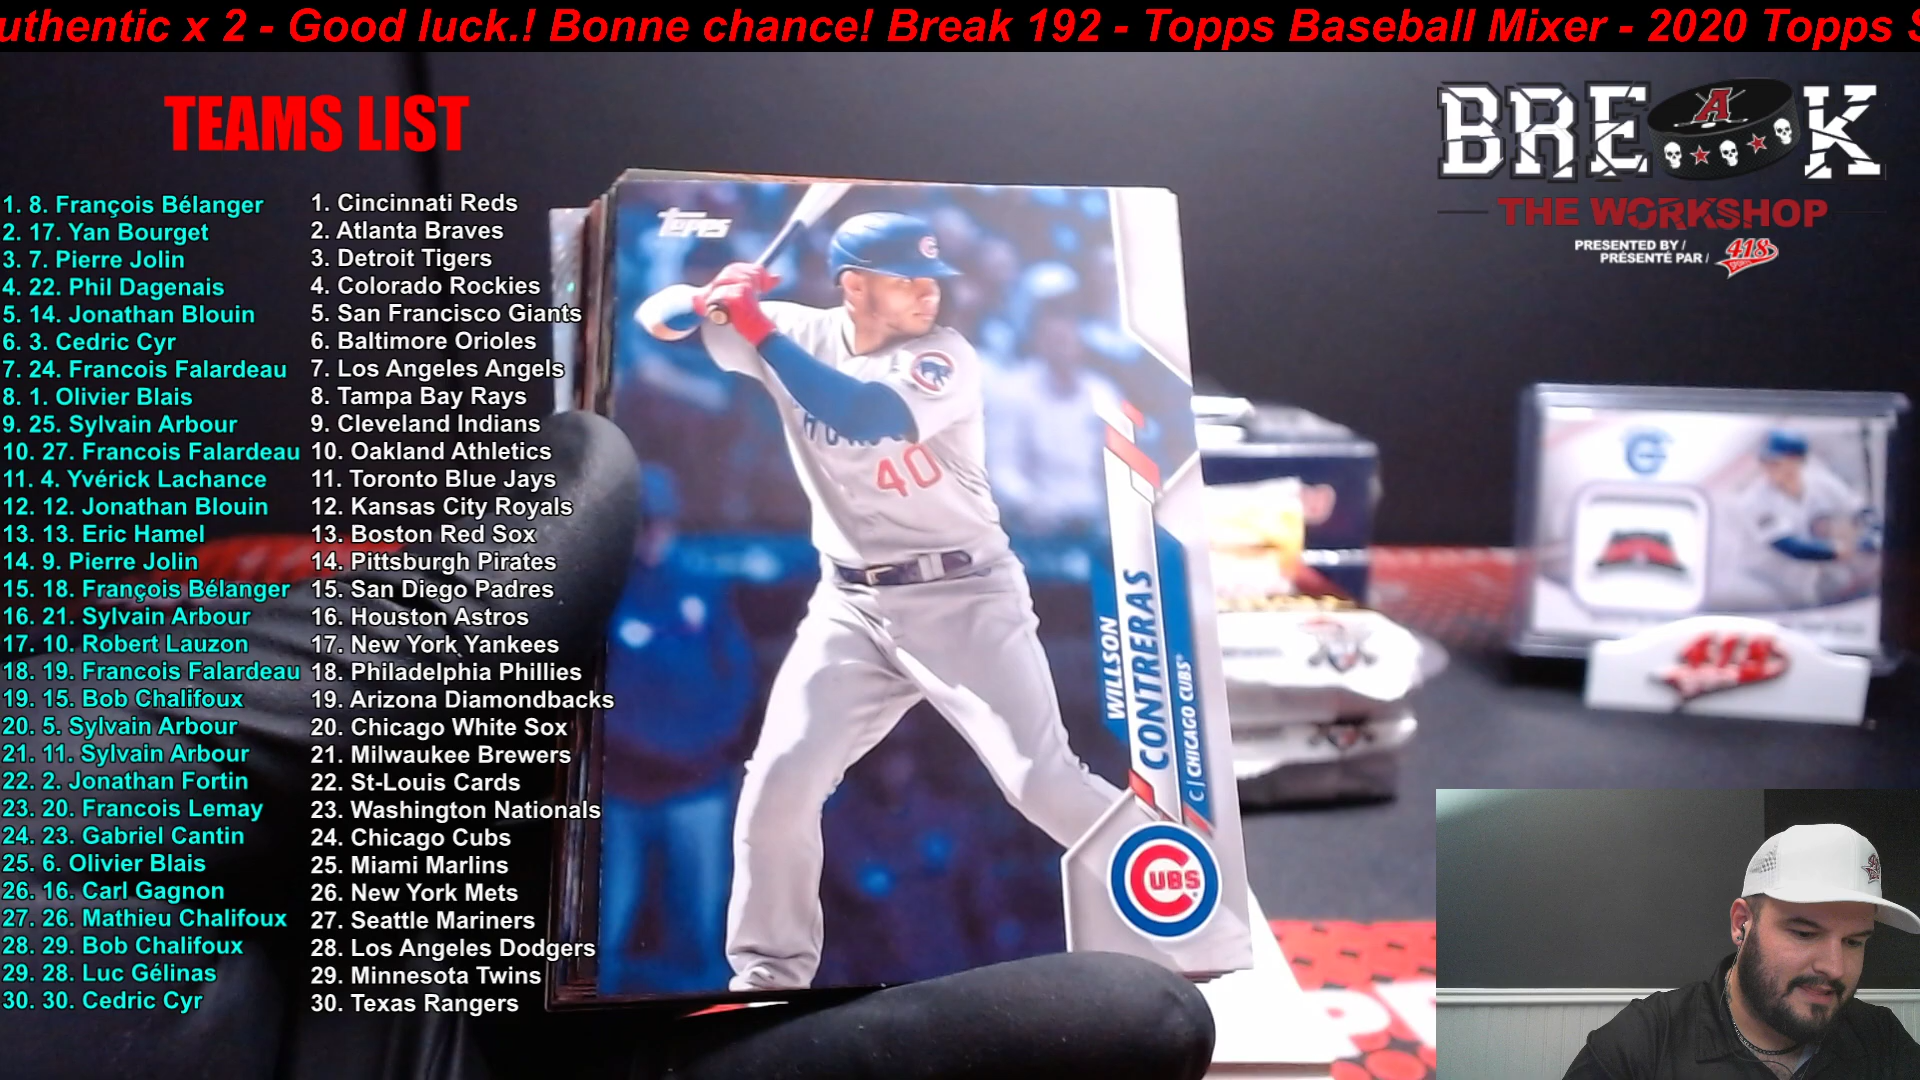 uthentic x 2 - Good luck.! Bonne chance! Break 192 - Topps Baseball Mixer - 2020 Topps S
TEAMS LIST
1. 8. François Bélanger
2. 17. Yan Bourget
3. 7. Pierre Jolin
4. 22. Phil Dagenais
5. 14. Jonathan Blouin
6. 3. Cedric Cyr
7. 24. Francois Falardeau
8. 1. Olivier Blais
9. 25. Sylvain Arbour
10. 27. Francois Falardeau
11. 4. Yvérick Lachance
12. 12. Jonathan Blouin
13. 13. Eric Hamel
14. 9. Pierre Jolin
15. 18. François Bélanger
16. 21. Sylvain Arbour
17. 10. Robert Lauzon
18. 19. Francois Falardeau
19. 15. Bob Chalifoux
20. 5. Sylvain Arbour
21. 11. Sylvain Arbour
22. 2. Jonathan Fortin
23. 20. Francois Lemay
24. 23. Gabriel Cantin
25. 6. Olivier Blais
26. 16. Carl Gagnon
27. 26. Mathieu Chalifoux
28. 29. Bob Chalifoux
29. 28. Luc Gélinas
30. 30. Cedric Cyr
1. Cincinnati Reds
2. Atlanta Braves
3. Detroit Tigers
4. Colorado Rockies
5. San Francisco Giants
6. Baltimore Orioles
7. Los Angeles Angels
8. Tampa Bay Rays
9. Cleveland Indians
10. Oakland Athletics
11. Toronto Blue Jays
12. Kansas City Royals
13. Boston Red Sox
14. Pittsburgh Pirates
15. San Diego Padres
16. Houston Astros
17. New York Yankees
18. Philadelphia Phillies
19. Arizona Diamondbacks
20. Chicago White Sox
21. Milwaukee Brewers
22. St-Louis Cards
23. Washington Nationals
24. Chicago Cubs
25. Miami Marlins
26. New York Mets
27. Seattle Mariners
28. Los Angeles Dodgers
29. Minnesota Twins
30. Texas Rangers
Topps
40
WILLSON
CONTRERAS
C | CHICAGO CUBS
CUBS
BREAK
THE WORKSHOP
PRESENTED BY /
PRÉSENTÉ PAR /
418
418